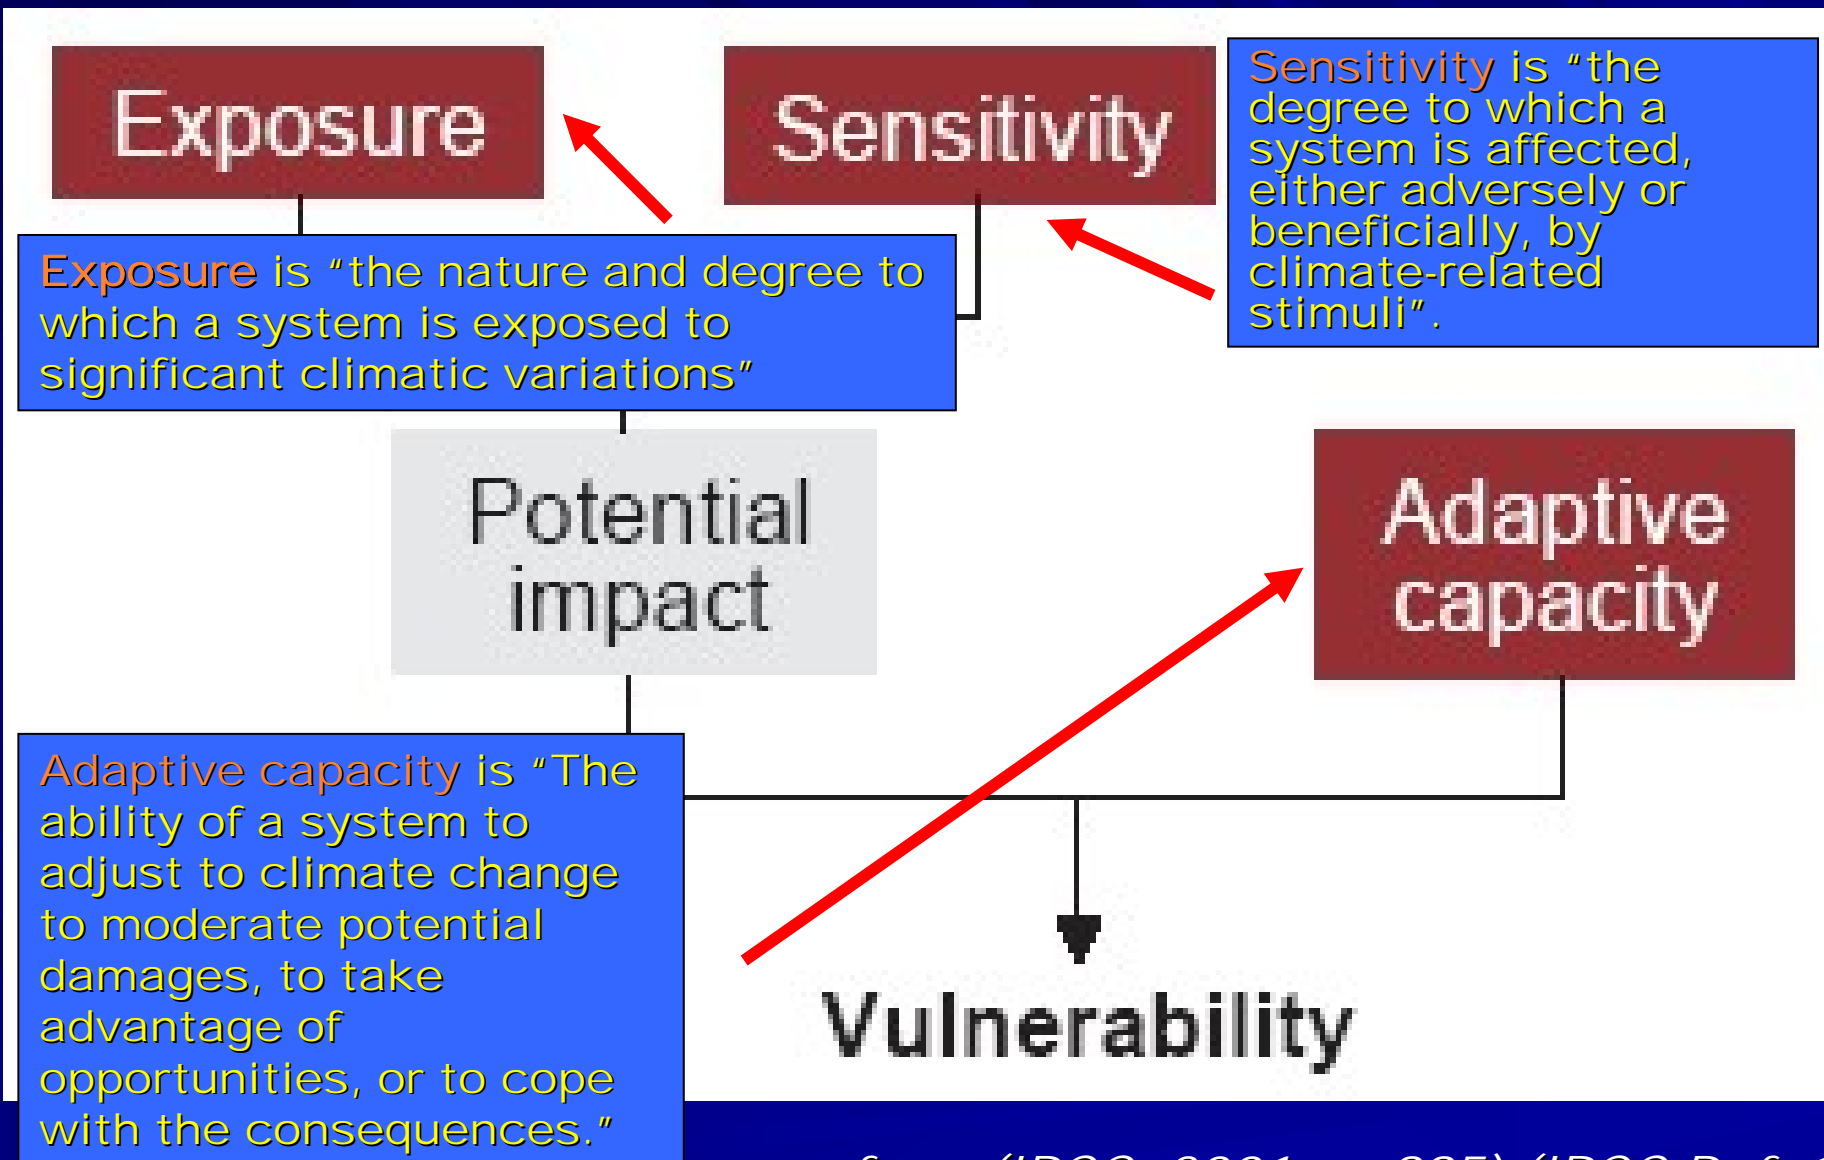 Exposure
Sensitivity
Sensitivity is "the
degree to which a
system is affected,
either adversely or
beneficially, by
climate-related
stimuli".
Exposure is "the nature and degree to
which a system is exposed to
significant climatic variations"
Potential
impact
Adaptive
capacity
Adaptive capacity is "The
ability of a system to
adjust to climate change
to moderate potential
damages, to take
advantage of
opportunities, or to cope
with the consequences."
Vulnerability